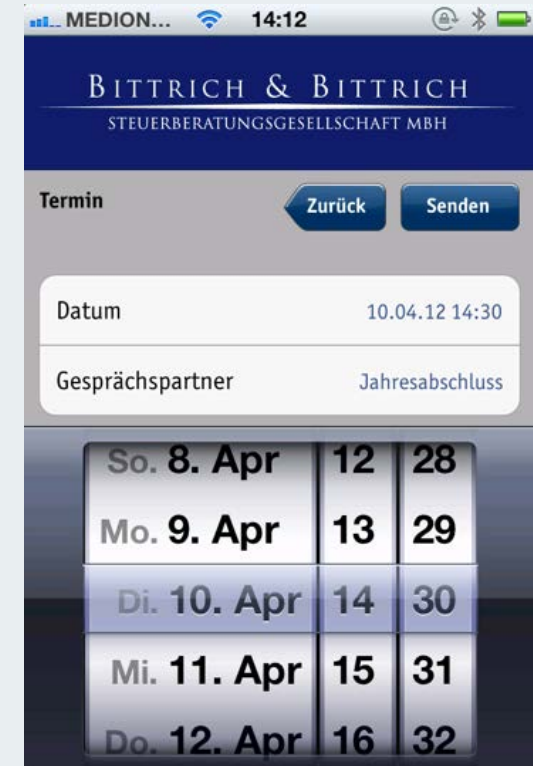 MEDION... 14:12
BITTRICH & BITTRICH
STEUERBERATUNGSGESELLSCHAFT MBH
Termin Zurück Senden
Datum 10.04.12 14:30
Gesprächspartner Jahresabschluss
So. 8. Apr 12 28
Mo. 9. Apr 13 29
Di. 10. Apr 14 30
Mi. 11. Apr 15 31
Do. 12. Apr 16 32